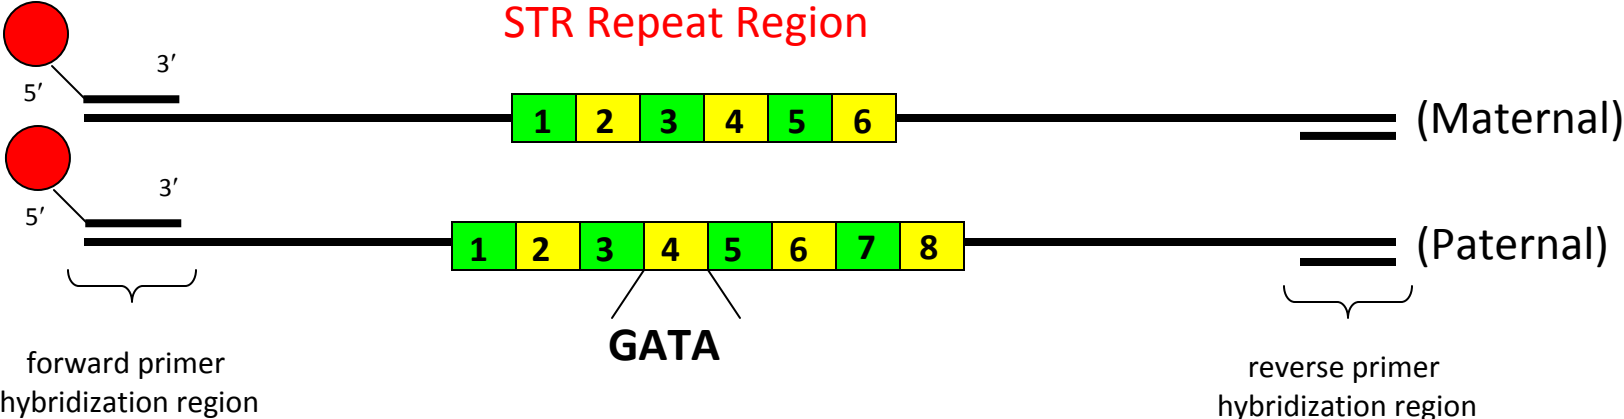 STR Repeat Region
3′
5′
1 2 3 4 5 6
(Maternal)
3′
5′
1 2 3 4 5 6 7 8
(Paternal)
GATA
forward primer
hybridization region
reverse primer
hybridization region